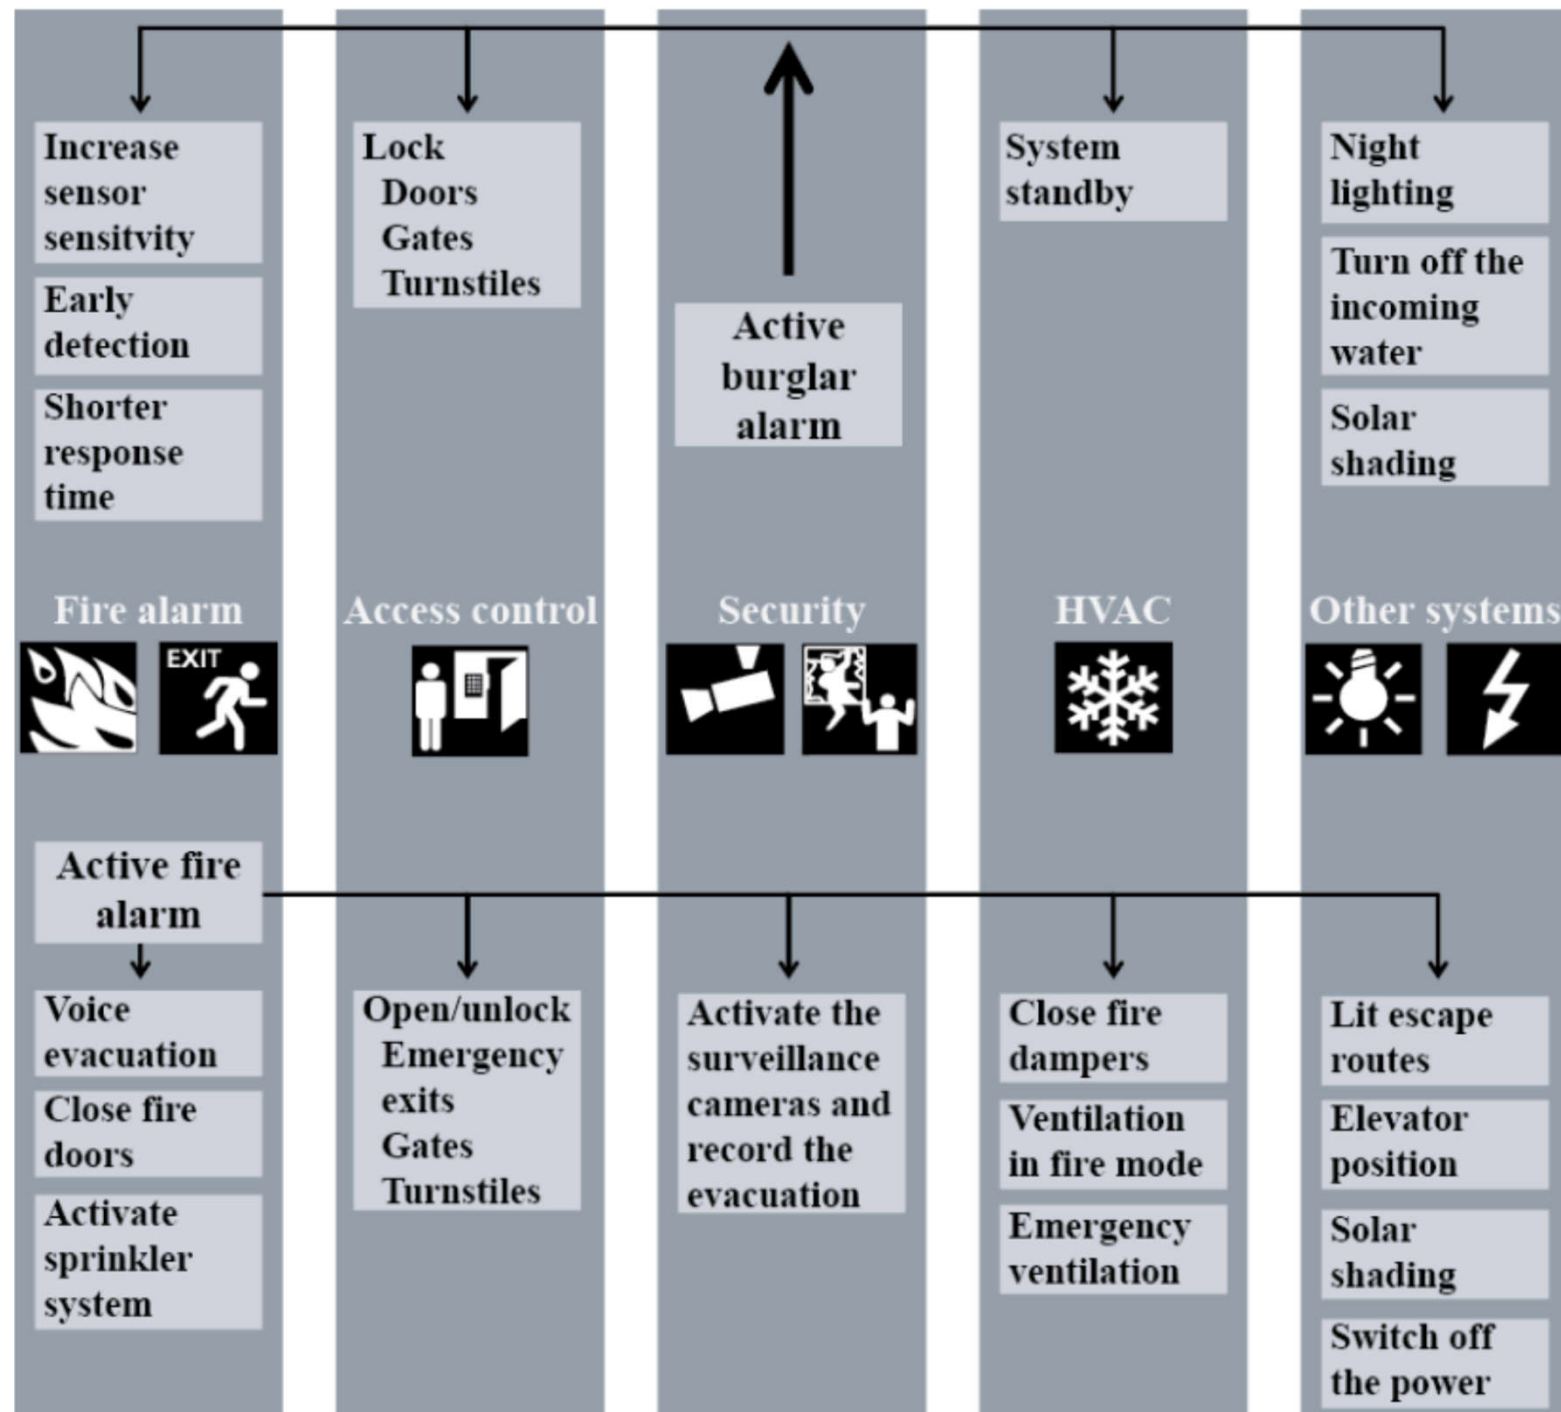 Increase
sensor
sensitvity
Early
detection
Shorter
response
time
Lock
Doors
Gates
Turnstiles
Active
burglar
alarm
System
standby
Night
lighting
Turn off the
incoming
water
Solar
shading
Fire alarm
Access control
Security
HVAC
Other systems
EXIT
Active fire
alarm
Voice
evacuation
Close fire
doors
Activate
sprinkler
system
Open/unlock
Emergency
exits
Gates
Turnstiles
Activate the
surveillance
cameras and
record the
evacuation
Close fire
dampers
Ventilation
in fire mode
Emergency
ventilation
Lit escape
routes
Elevator
position
Solar
shading
Switch off
the power